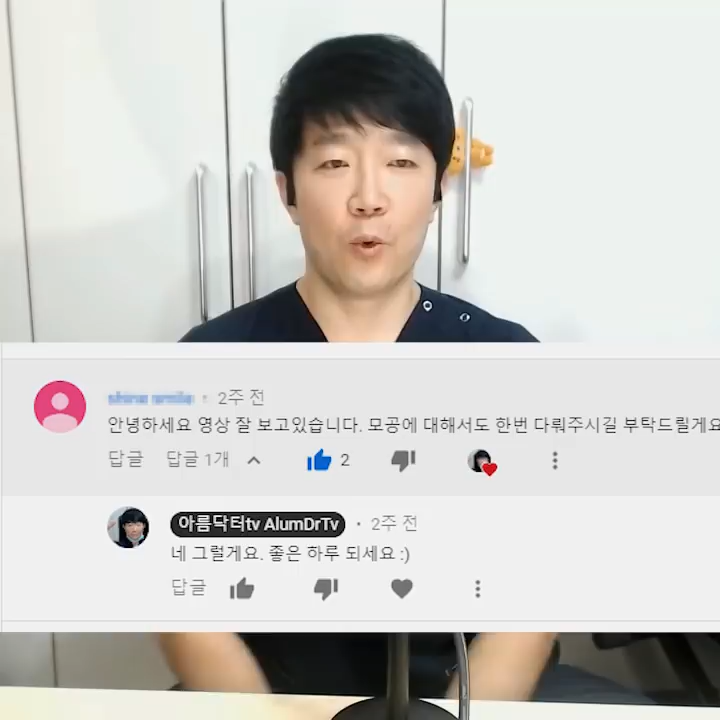 2주 전
안녕하세요 영상 잘 보고있습니다. 모공에 대해서도 한번 다뤄주시길 부탁드릴게요
답글 답글 1개 2
아름닥터tv AlumDrTv · 2주 전
네 그럴게요. 좋은 하루 되세요 :)
답글